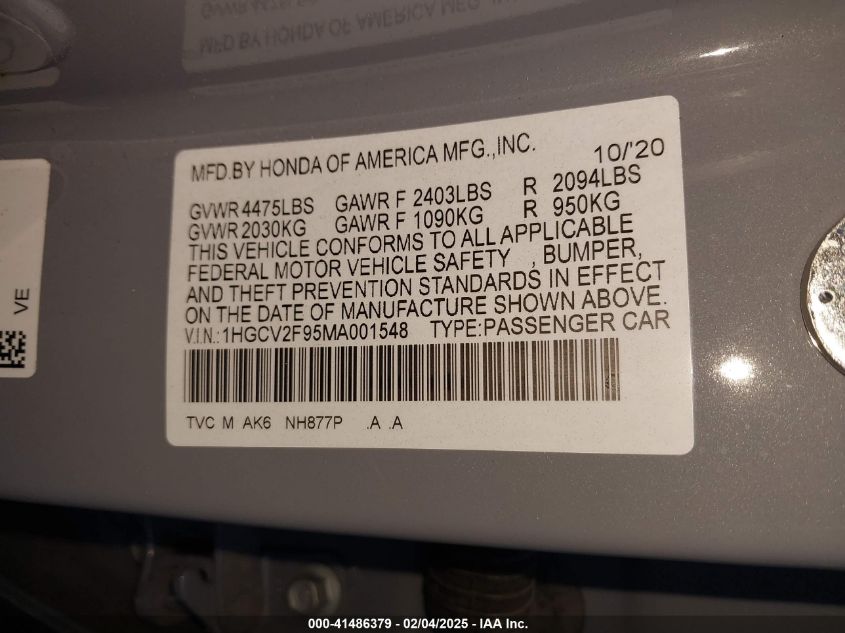 MFD.BY HONDA OF AMERICA MFG.,INC. 10/'20
GVWR 4475LBS GAWR F 2403LBS R 2094LBS
GVWR 2030KG GAWR F 1090KG R 950KG
THIS VEHICLE CONFORMS TO ALL APPLICABLE
FEDERAL MOTOR VEHICLE SAFETY , BUMPER,
AND THEFT PREVENTION STANDARDS IN EFFECT
ON THE DATE OF MANUFACTURE SHOWN ABOVE.
V.I.N.:1HGCV2F95MA001548 TYPE:PASSENGER CAR
TVC M AK6 NH877P .A .A
VE
000-41486379 - 02/04/2025 - IAA Inc.